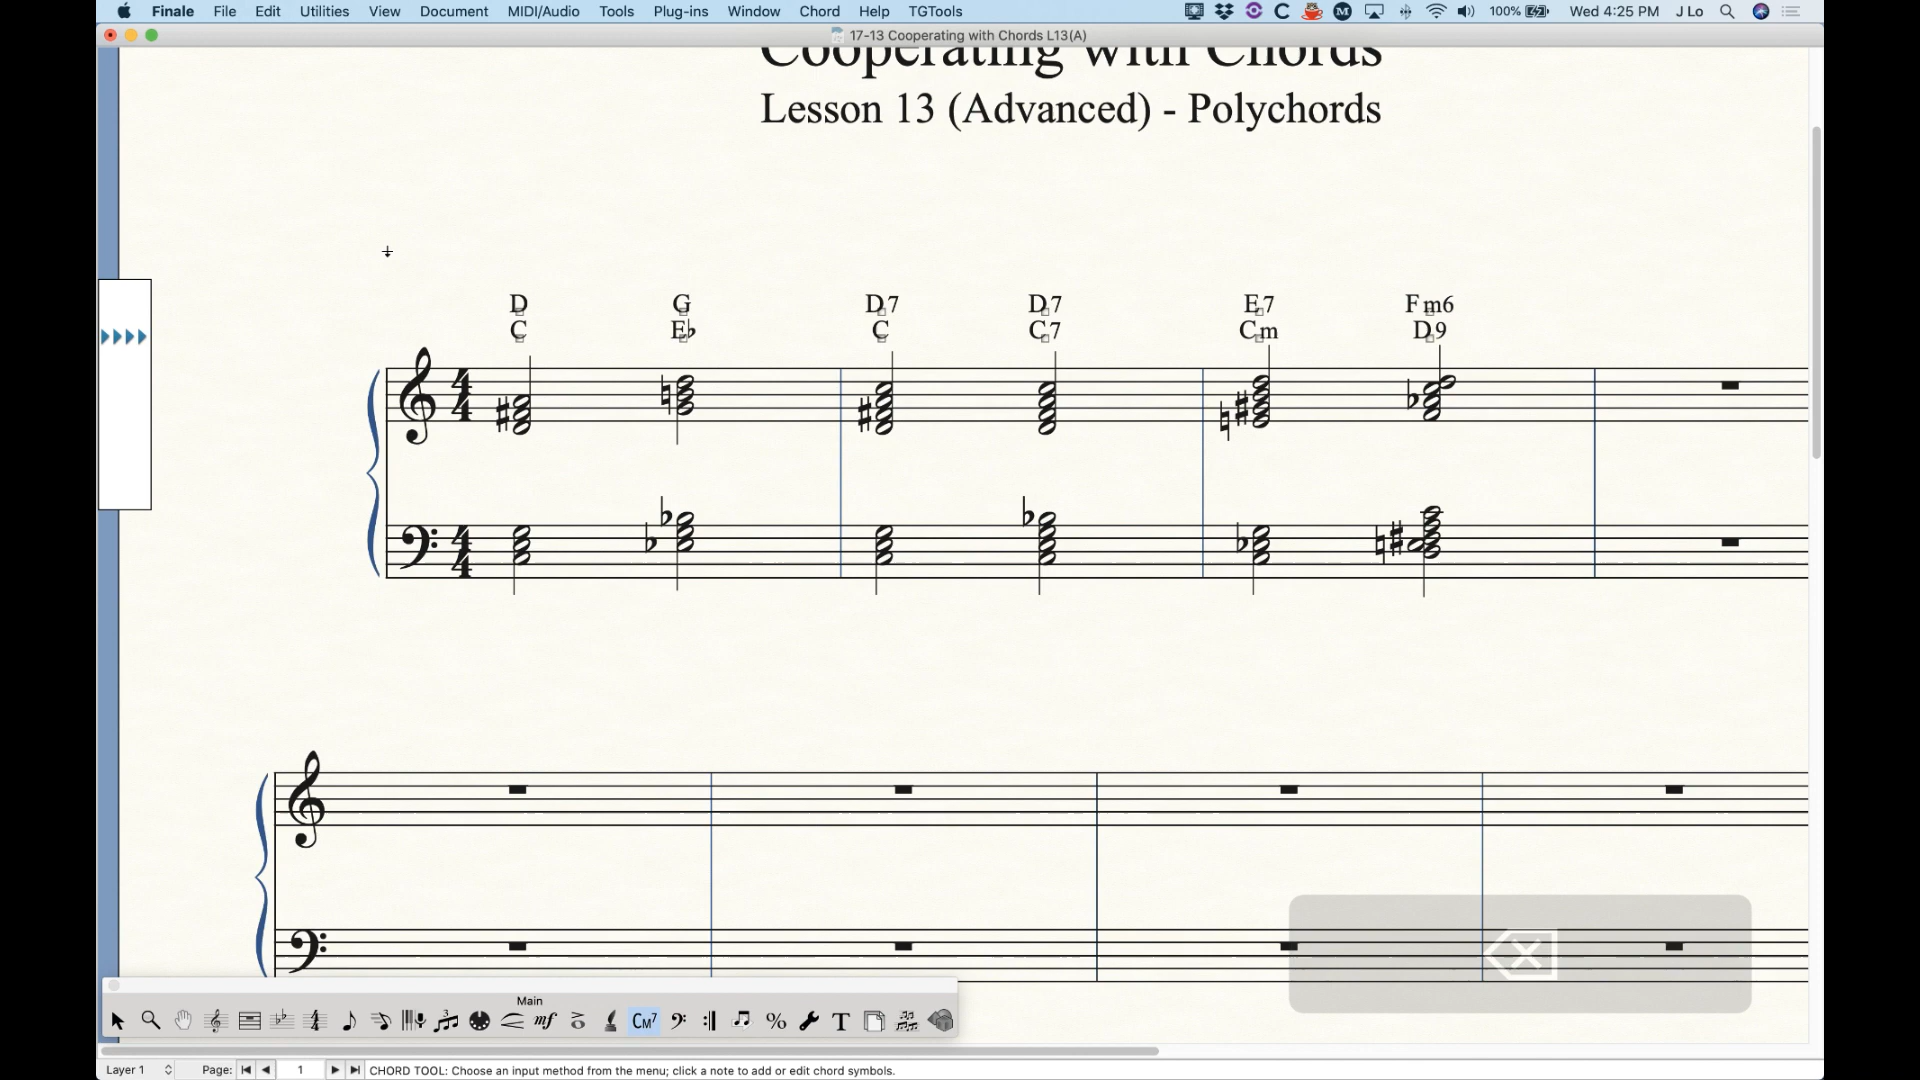 Finale File Edit Utilities View Document MIDI/Audio Tools Plug-ins Window Chord Help TGTools 100% Wed 4:25 PM J Lo
17-13 Cooperating with Chords L13(A)
Cooperating with Chords
Lesson 13 (Advanced) - Polychords
D G D7 D7 E7 Fm6
C E♭ C C7 Cm D9
Main
CM7
Layer 1 Page: 1 CHORD TOOL: Choose an input method from the menu; click a note to add or edit chord symbols.